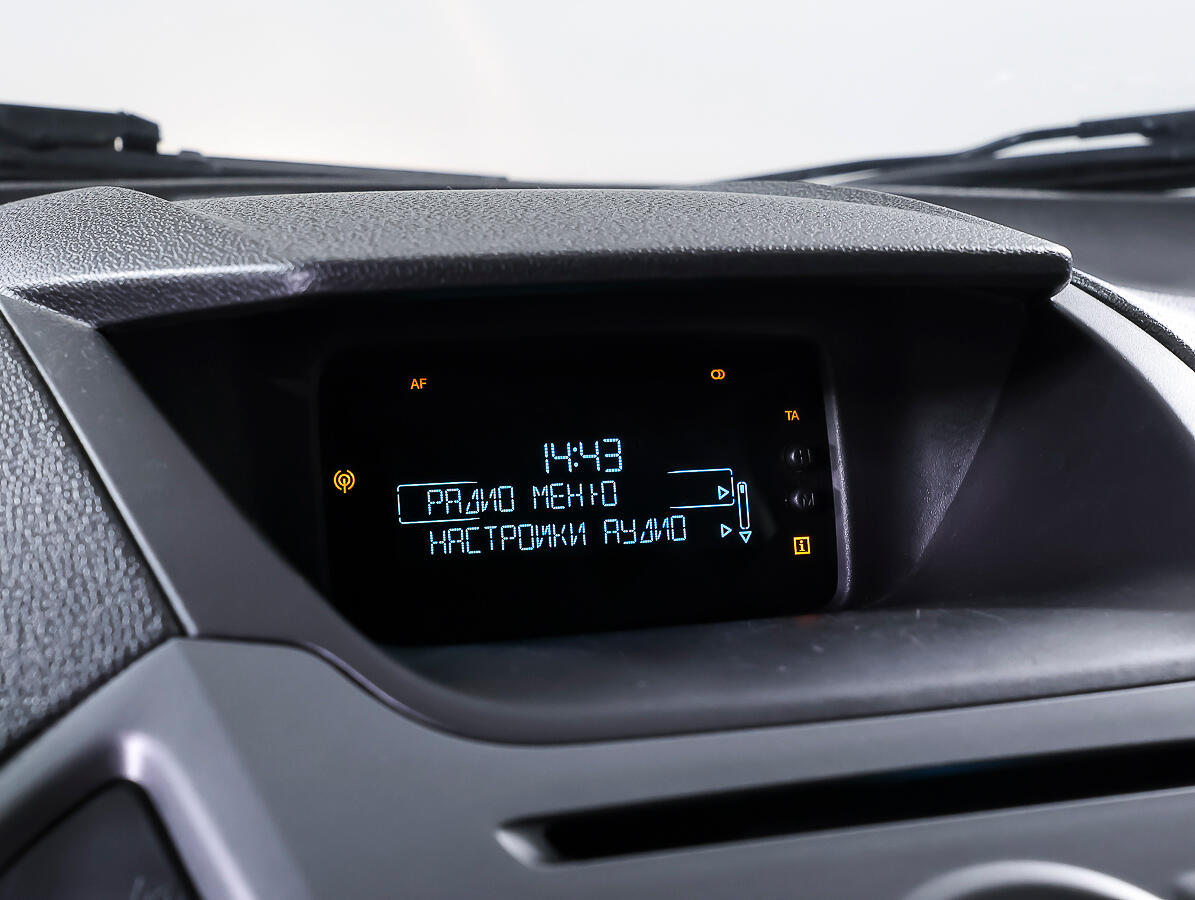 AF
TA
14:43
РАДИО МЕНЮ
НАСТРОЙКИ АУДИО
i